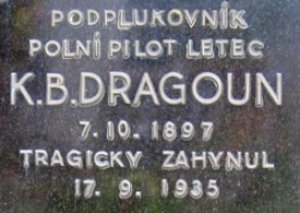 PODPLUKOVNÍK
POLNÍ PILOT LETEC
K.B.DRAGOUN
7.10.1897
TRAGICKY ZAHYNUL
17.9.1935